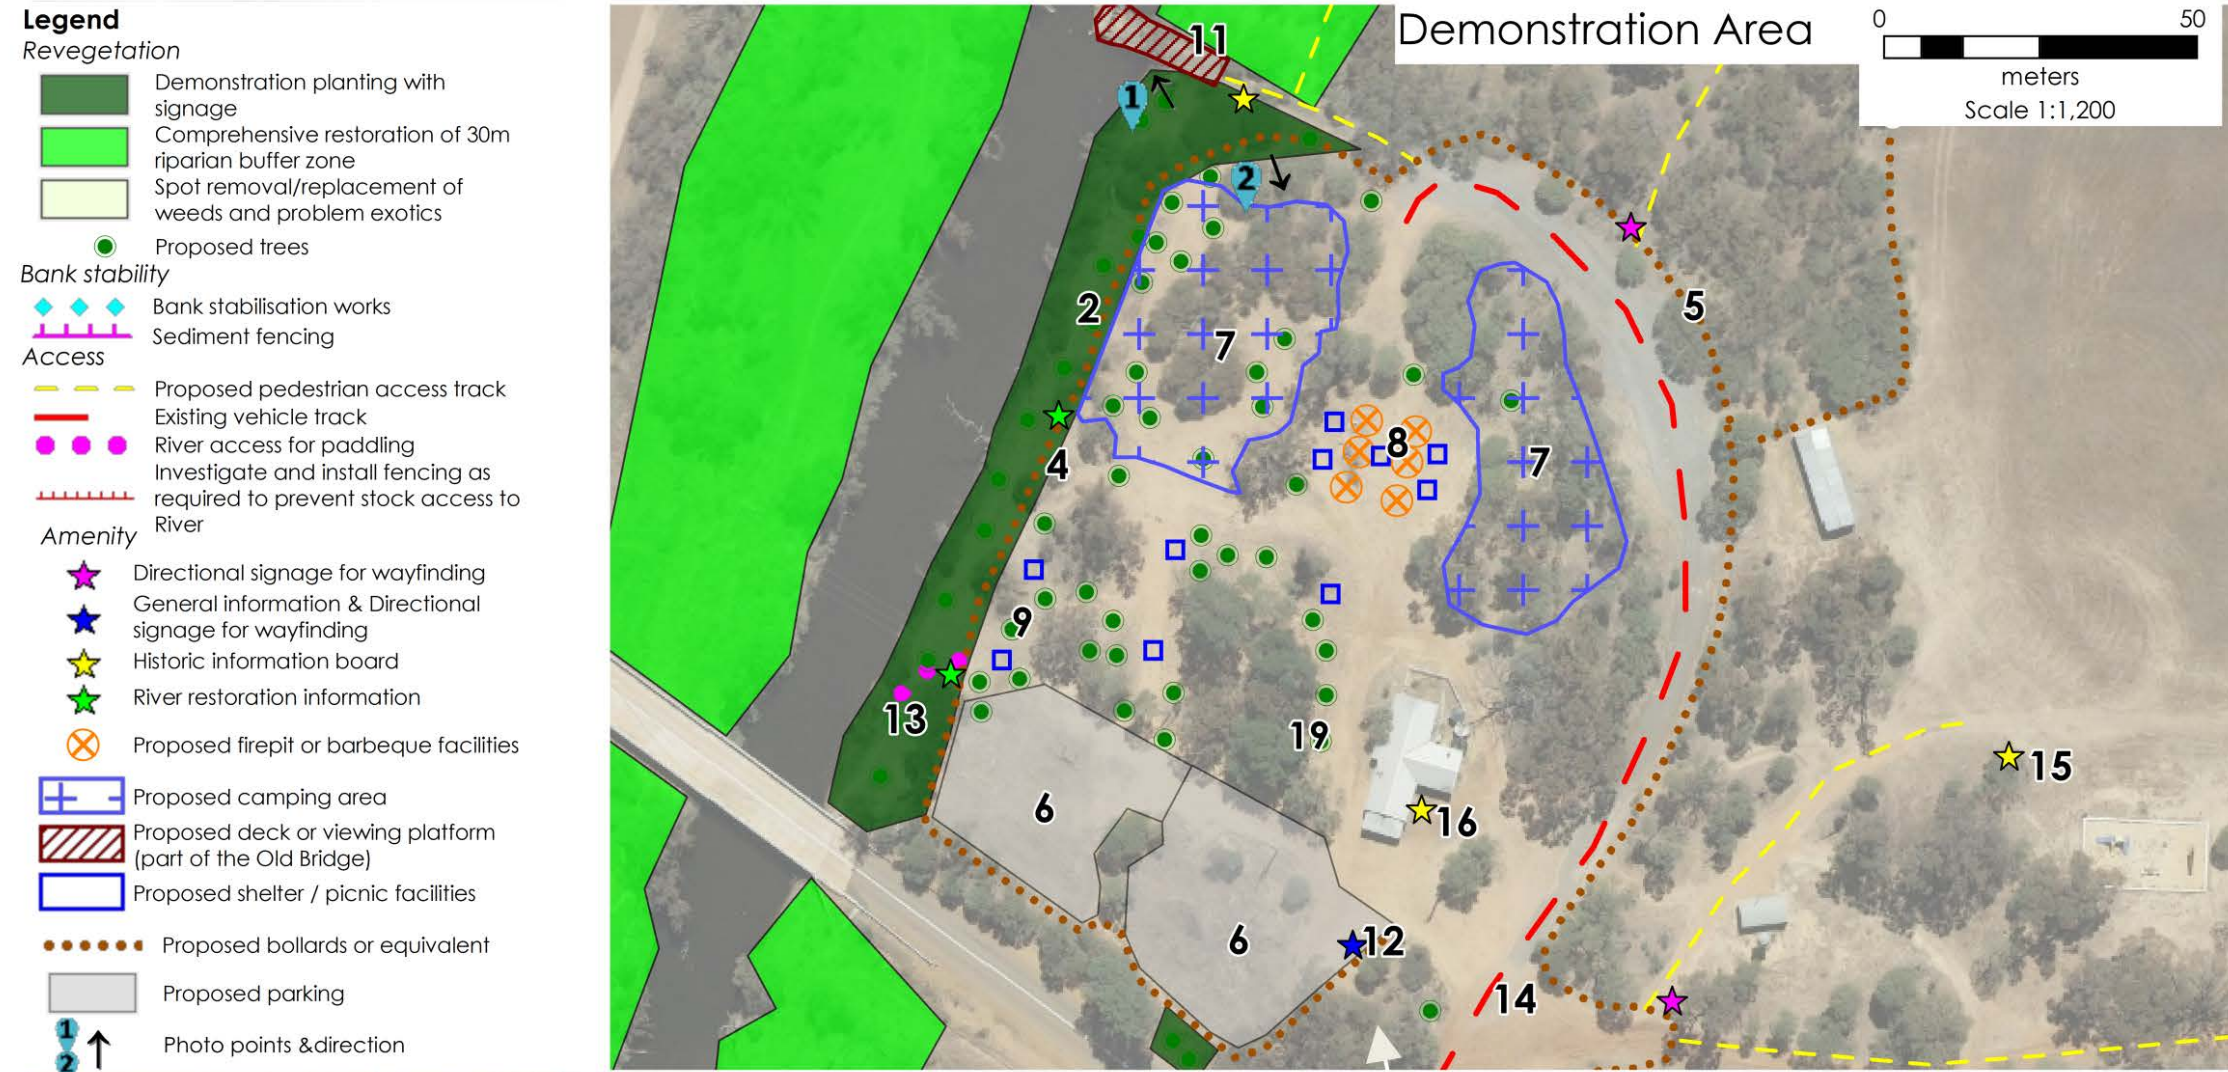 Legend
Revegetation
Demonstration planting with
signage
Comprehensive restoration of 30m
riparian buffer zone
Spot removal/replacement of
weeds and problem exotics
Proposed trees
Bank stability
Bank stabilisation works
Sediment fencing
Access
Proposed pedestrian access track
Existing vehicle track
River access for paddling
Investigate and install fencing as
required to prevent stock access to
River
Amenity
Directional signage for wayfinding
General information & Directional
signage for wayfinding
Historic information board
River restoration information
Proposed firepit or barbeque facilities
Proposed camping area
Proposed deck or viewing platform
(part of the Old Bridge)
Proposed shelter / picnic facilities
Proposed bollards or equivalent
Proposed parking
1
2
Photo points &direction
Demonstration Area
0 50
meters
Scale 1:1,200
11
1
2
2
5
7
4
8
7
9
13
19
15
6
16
6
12
14